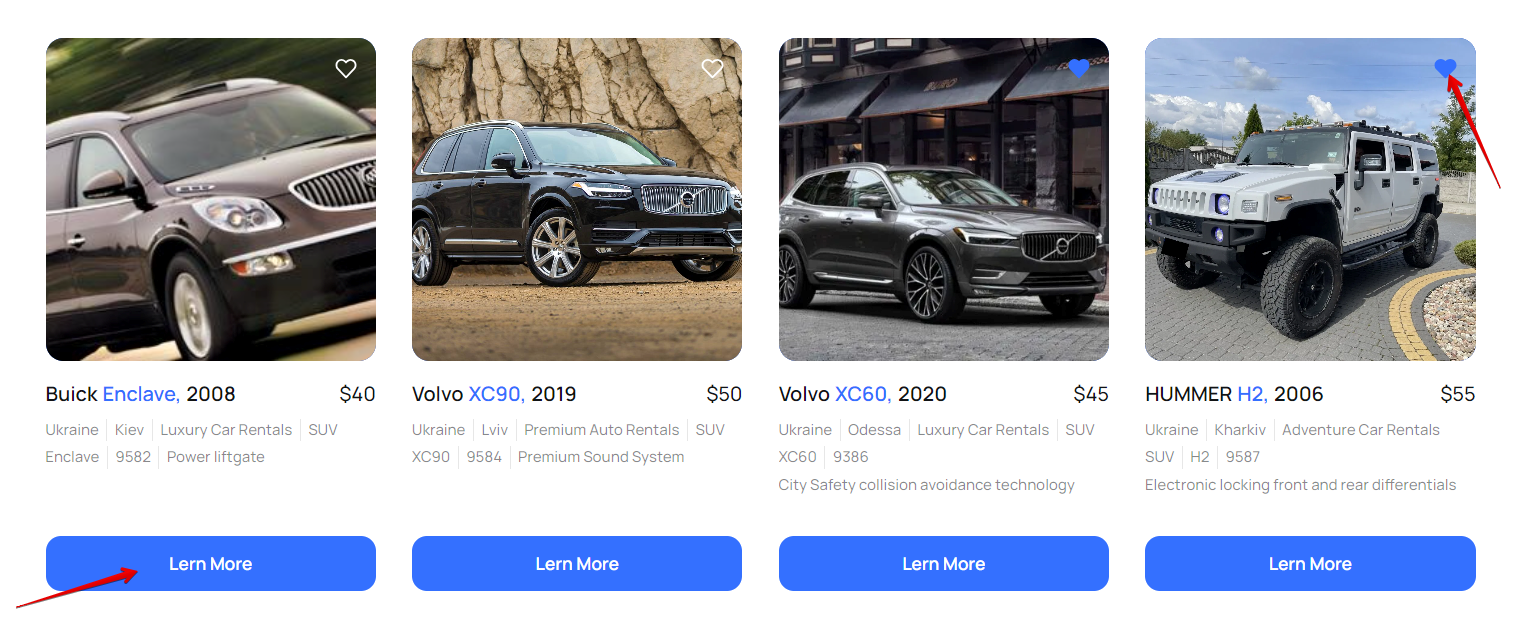 Buick Enclave, 2008 $40
Ukraine Kiev Luxury Car Rentals SUV
Enclave 9582 Power liftgate
Lern More
Volvo XC90, 2019 $50
Ukraine Lviv Premium Auto Rentals SUV
XC90 9584 Premium Sound System
Lern More
Volvo XC60, 2020 $45
Ukraine Odessa Luxury Car Rentals SUV
XC60 9386
City Safety collision avoidance technology
Lern More
HUMMER H2, 2006 $55
Ukraine Kharkiv Adventure Car Rentals
SUV H2 9587
Electronic locking front and rear differentials
Lern More